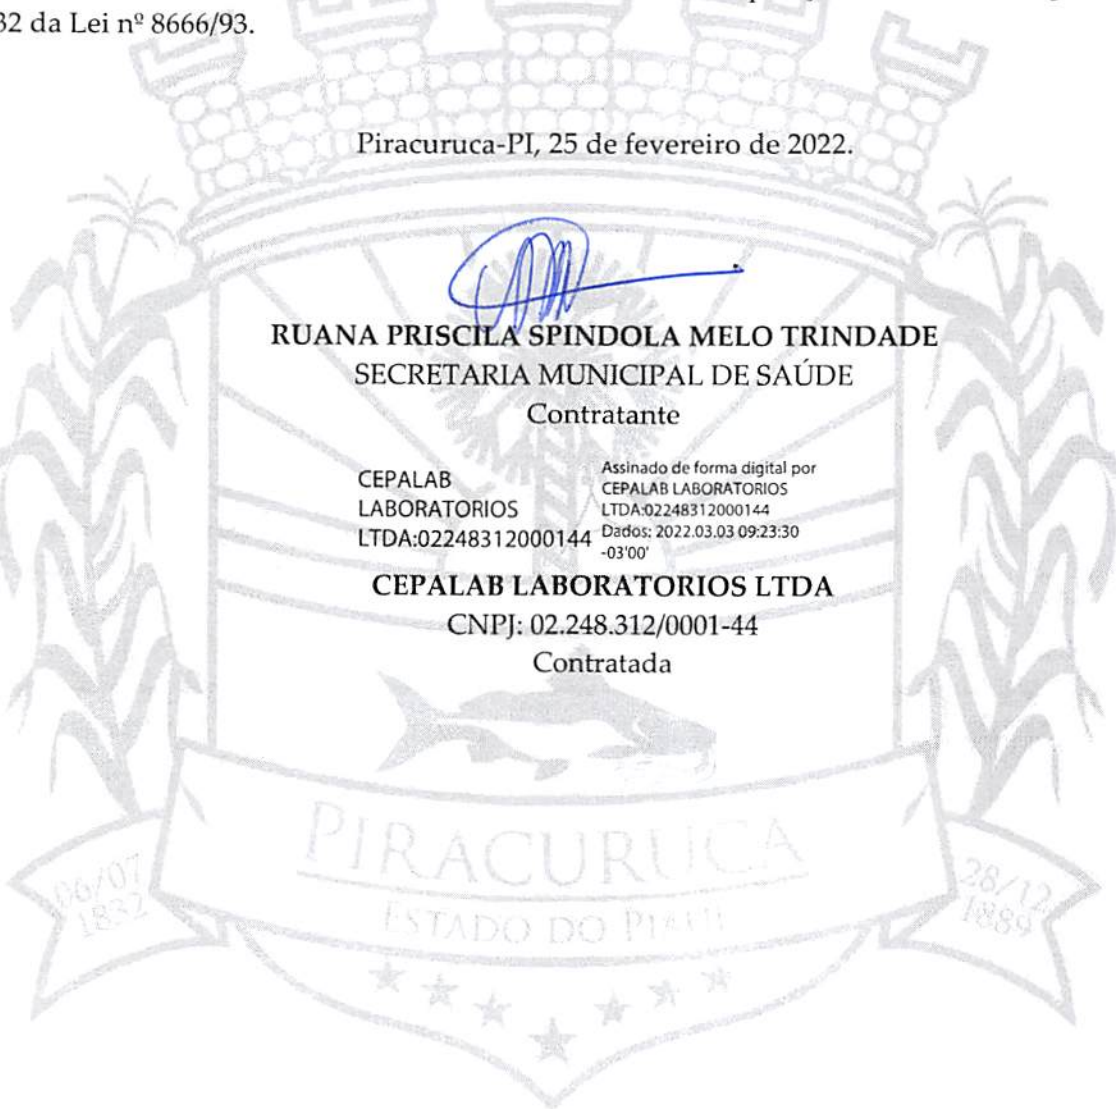 32 da Lei nº 8666/93.
Piracuruca-PI, 25 de fevereiro de 2022.
RUANA PRISCILA SPINDOLA MELO TRINDADE
SECRETARIA MUNICIPAL DE SAÚDE
Contratante
CEPALAB
LABORATORIOS
LTDA:02248312000144
Assinado de forma digital por
CEPALAB LABORATORIOS
LTDA:02248312000144
Dados: 2022.03.03 09:23:30
-03'00'
CEPALAB LABORATORIOS LTDA
CNPJ: 02.248.312/0001-44
Contratada
PIRACURUCA
06/07
1832
ESTADO DO PIAUÍ
28/12
1889